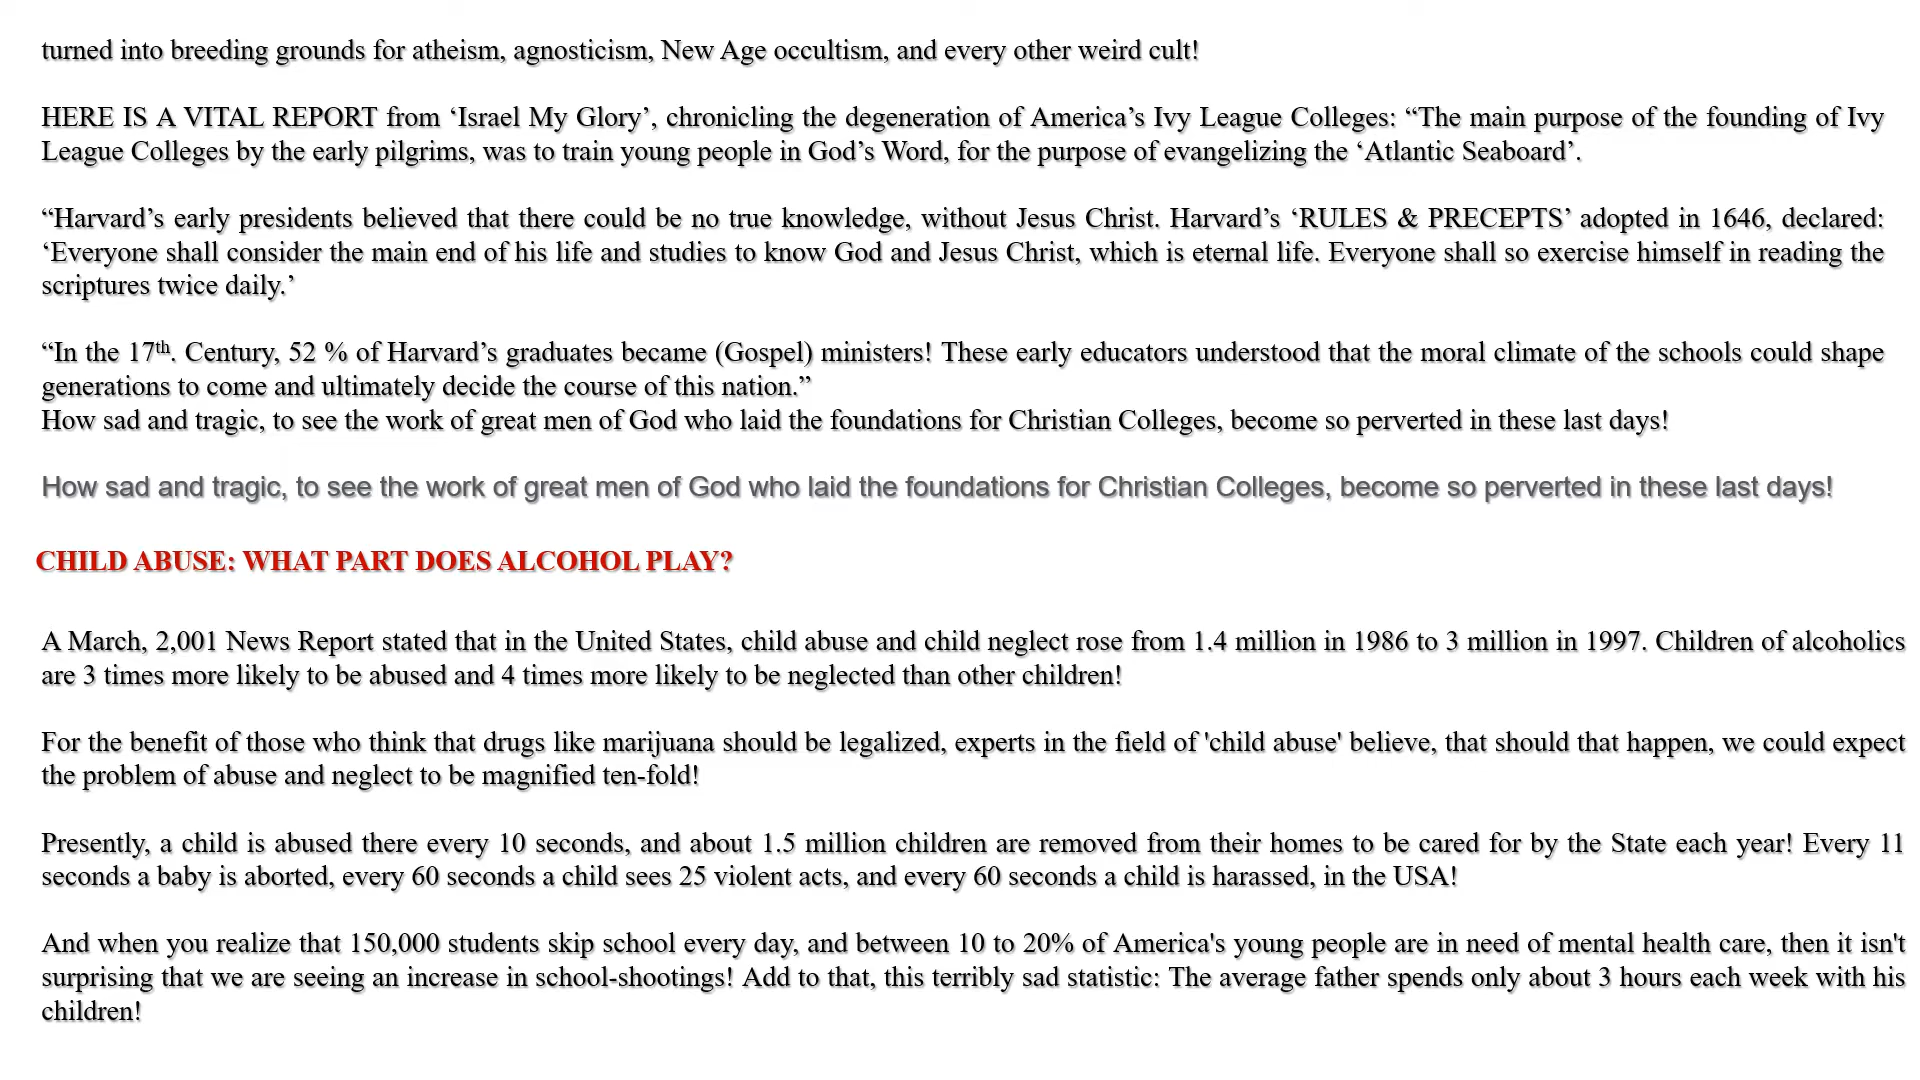 turned into breeding grounds for atheism, agnosticism, New Age occultism, and every other weird cult!
HERE IS A VITAL REPORT from ‘Israel My Glory’, chronicling the degeneration of America’s Ivy League Colleges: “The main purpose of the founding of Ivy
League Colleges by the early pilgrims, was to train young people in God’s Word, for the purpose of evangelizing the ‘Atlantic Seaboard’.
“Harvard’s early presidents believed that there could be no true knowledge, without Jesus Christ. Harvard’s ‘RULES & PRECEPTS’ adopted in 1646, declared:
‘Everyone shall consider the main end of his life and studies to know God and Jesus Christ, which is eternal life. Everyone shall so exercise himself in reading the
scriptures twice daily.’
“In the 17th. Century, 52 % of Harvard’s graduates became (Gospel) ministers! These early educators understood that the moral climate of the schools could shape
generations to come and ultimately decide the course of this nation.”
How sad and tragic, to see the work of great men of God who laid the foundations for Christian Colleges, become so perverted in these last days!
How sad and tragic, to see the work of great men of God who laid the foundations for Christian Colleges, become so perverted in these last days!
CHILD ABUSE: WHAT PART DOES ALCOHOL PLAY?
A March, 2,001 News Report stated that in the United States, child abuse and child neglect rose from 1.4 million in 1986 to 3 million in 1997. Children of alcoholics
are 3 times more likely to be abused and 4 times more likely to be neglected than other children!
For the benefit of those who think that drugs like marijuana should be legalized, experts in the field of 'child abuse' believe, that should that happen, we could expect
the problem of abuse and neglect to be magnified ten-fold!
Presently, a child is abused there every 10 seconds, and about 1.5 million children are removed from their homes to be cared for by the State each year! Every 11
seconds a baby is aborted, every 60 seconds a child sees 25 violent acts, and every 60 seconds a child is harassed, in the USA!
And when you realize that 150,000 students skip school every day, and between 10 to 20% of America's young people are in need of mental health care, then it isn't
surprising that we are seeing an increase in school-shootings! Add to that, this terribly sad statistic: The average father spends only about 3 hours each week with his
children!